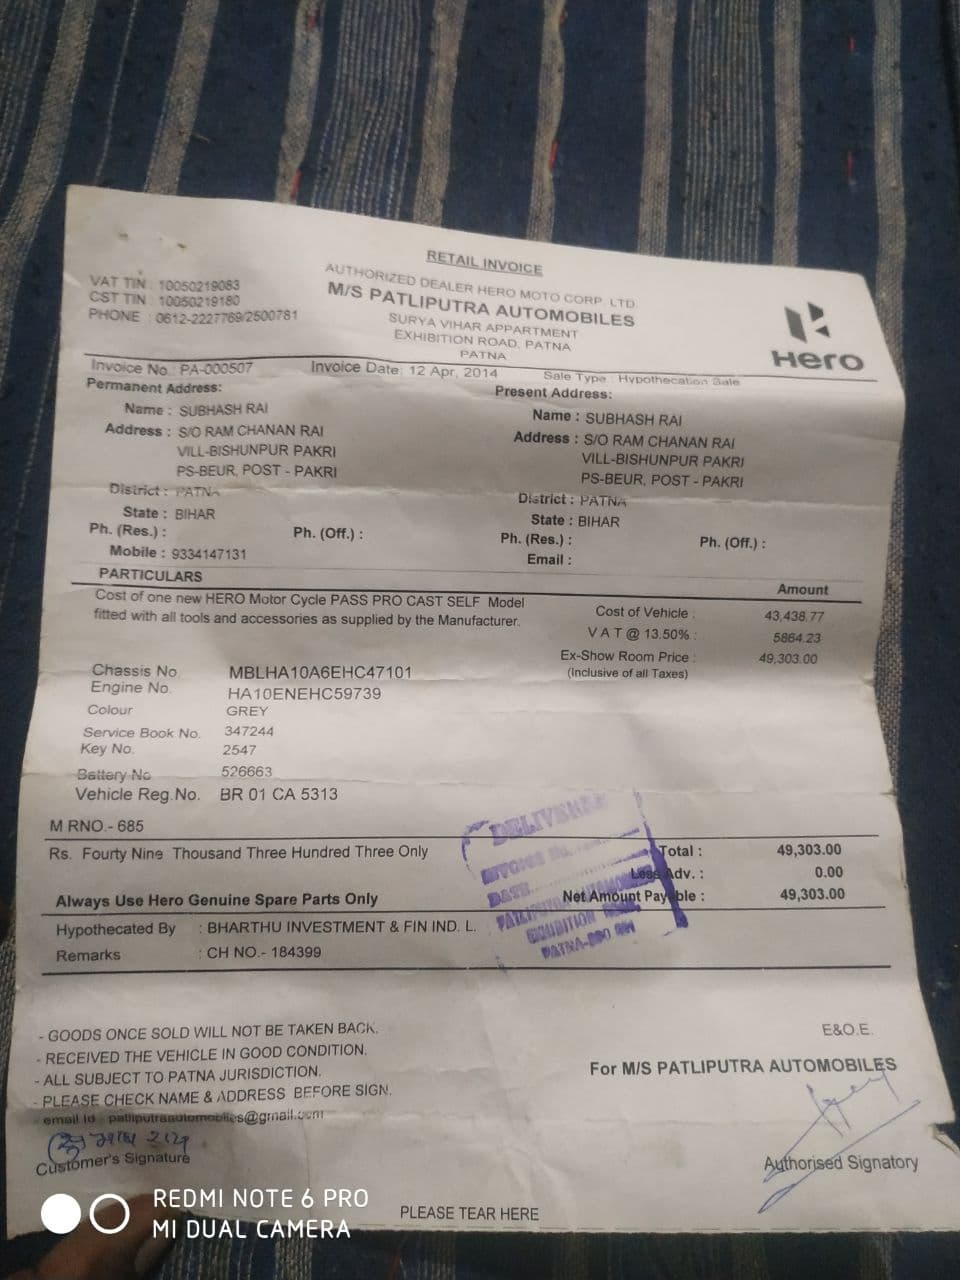 RETAIL INVOICE
AUTHORIZED DEALER HERO MOTO CORP. LTD.
M/S PATLIPUTRA AUTOMOBILES
SURYA VIHAR APPARTMENT
EXHIBITION ROAD, PATNA
PATNA
VAT TIN : 10050219083
CST TIN : 10050219180
PHONE : 0612-2227769/2500781
Hero
Invoice No : PA-000507 Invoice Date: 12 Apr, 2014 Sale Type : Hypothecation Sale
Permanent Address:
Name : SUBHASH RAI
Address : S/O RAM CHANAN RAI
VILL-BISHUNPUR PAKRI
PS-BEUR, POST - PAKRI
District : PATNA
State : BIHAR
Ph. (Res.) : Ph. (Off.) :
Mobile : 9334147131
Present Address:
Name : SUBHASH RAI
Address : S/O RAM CHANAN RAI
VILL-BISHUNPUR PAKRI
PS-BEUR, POST - PAKRI
District : PATNA
State : BIHAR
Ph. (Res.) : Ph. (Off.) :
Email :
PARTICULARS Amount
Cost of one new HERO Motor Cycle PASS PRO CAST SELF Model
fitted with all tools and accessories as supplied by the Manufacturer.
Cost of Vehicle : 43,438.77
V A T @ 13.50% : 5864.23
Ex-Show Room Price : 49,303.00
(Inclusive of all Taxes)
Chassis No. MBLHA10A6EHC47101
Engine No. HA10ENEHC59739
Colour GREY
Service Book No. 347244
Key No. 2547
Battery No 526663
Vehicle Reg.No. BR 01 CA 5313
M RNO.- 685
Rs. Fourty Nine Thousand Three Hundred Three Only Total : 49,303.00
Less Adv. : 0.00
Always Use Hero Genuine Spare Parts Only Net Amount Payable : 49,303.00
DELIVERED
INVOICE No.
DATE
PATLIPUTRA AUTOMOBILES
EXHIBITION ROAD,
PATNA-800 001
Hypothecated By : BHARTHU INVESTMENT & FIN IND. L.
Remarks : CH NO.- 184399
- GOODS ONCE SOLD WILL NOT BE TAKEN BACK.
- RECEIVED THE VEHICLE IN GOOD CONDITION.
- ALL SUBJECT TO PATNA JURISDICTION.
- PLEASE CHECK NAME & ADDRESS BEFORE SIGN.
email Id : patliputraautomobiles@gmail.com
E&O.E.
For M/S PATLIPUTRA AUTOMOBILES
Customer's Signature
Authorised Signatory
PLEASE TEAR HERE
REDMI NOTE 6 PRO
MI DUAL CAMERA